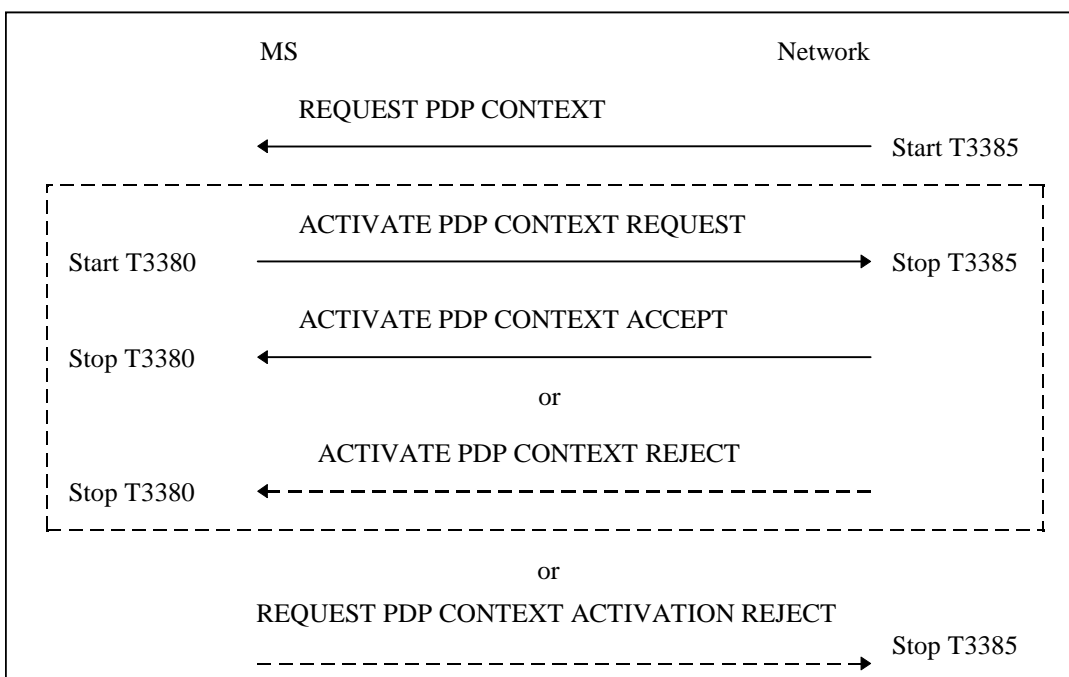 MS Network
REQUEST PDP CONTEXT
Start T3385
ACTIVATE PDP CONTEXT REQUEST
Start T3380 Stop T3385
ACTIVATE PDP CONTEXT ACCEPT
Stop T3380
or
ACTIVATE PDP CONTEXT REJECT
Stop T3380
or
REQUEST PDP CONTEXT ACTIVATION REJECT
Stop T3385